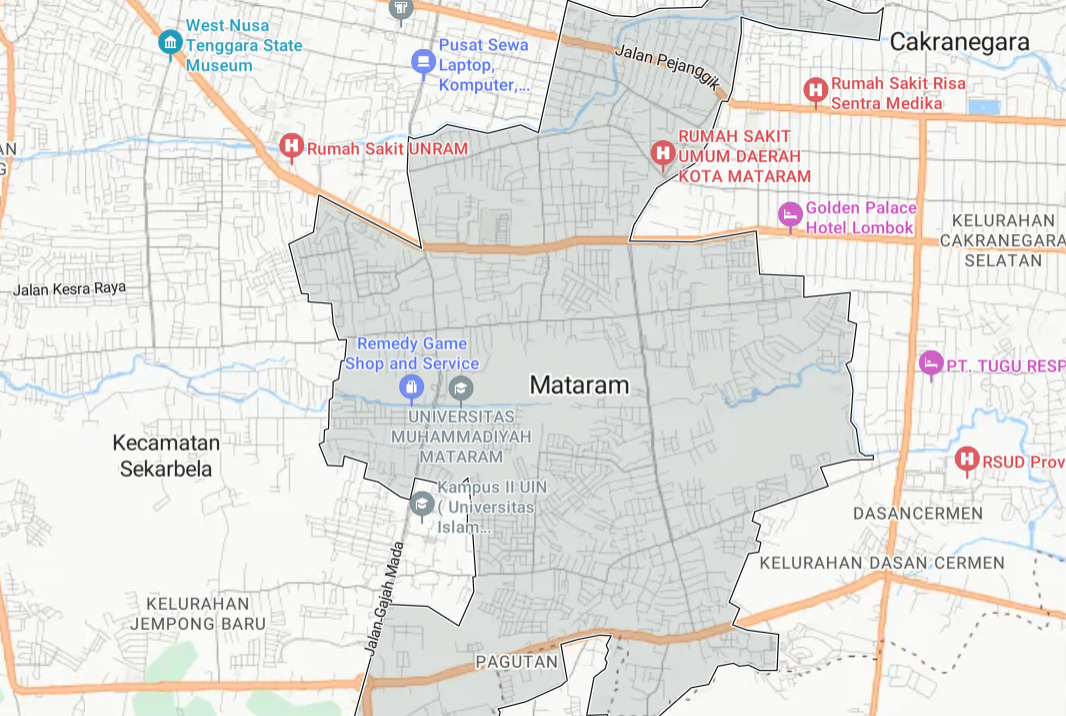 West Nusa
Tenggara State
Museum
Pusat Sewa
Laptop,
Komputer,...
Jalan Pejanggik
Cakranegara
Rumah Sakit Risa
Sentra Medika
Rumah Sakit UNRAM
RUMAH SAKIT
UMUM DAERAH
KOTA MATARAM
AN
G
Golden Palace
Hotel Lombok
KELURAHAN
CAKRANEGARA
SELATAN
Jalan Kesra Raya
Remedy Game
Shop and Service
Mataram
PT.. TUGU RESP
UNIVERSITAS
MUHAMMADIYAH
MATARAM
Kecamatan
Sekarbela
RSUD Prov
Kampus II UIN
( Universitas
Islam...
DASANCERMEN
KELURAHAN DASAN CERMEN
Jalan Gajah Mada
KELURAHAN
JEMPONG BARU
PAGUTAN